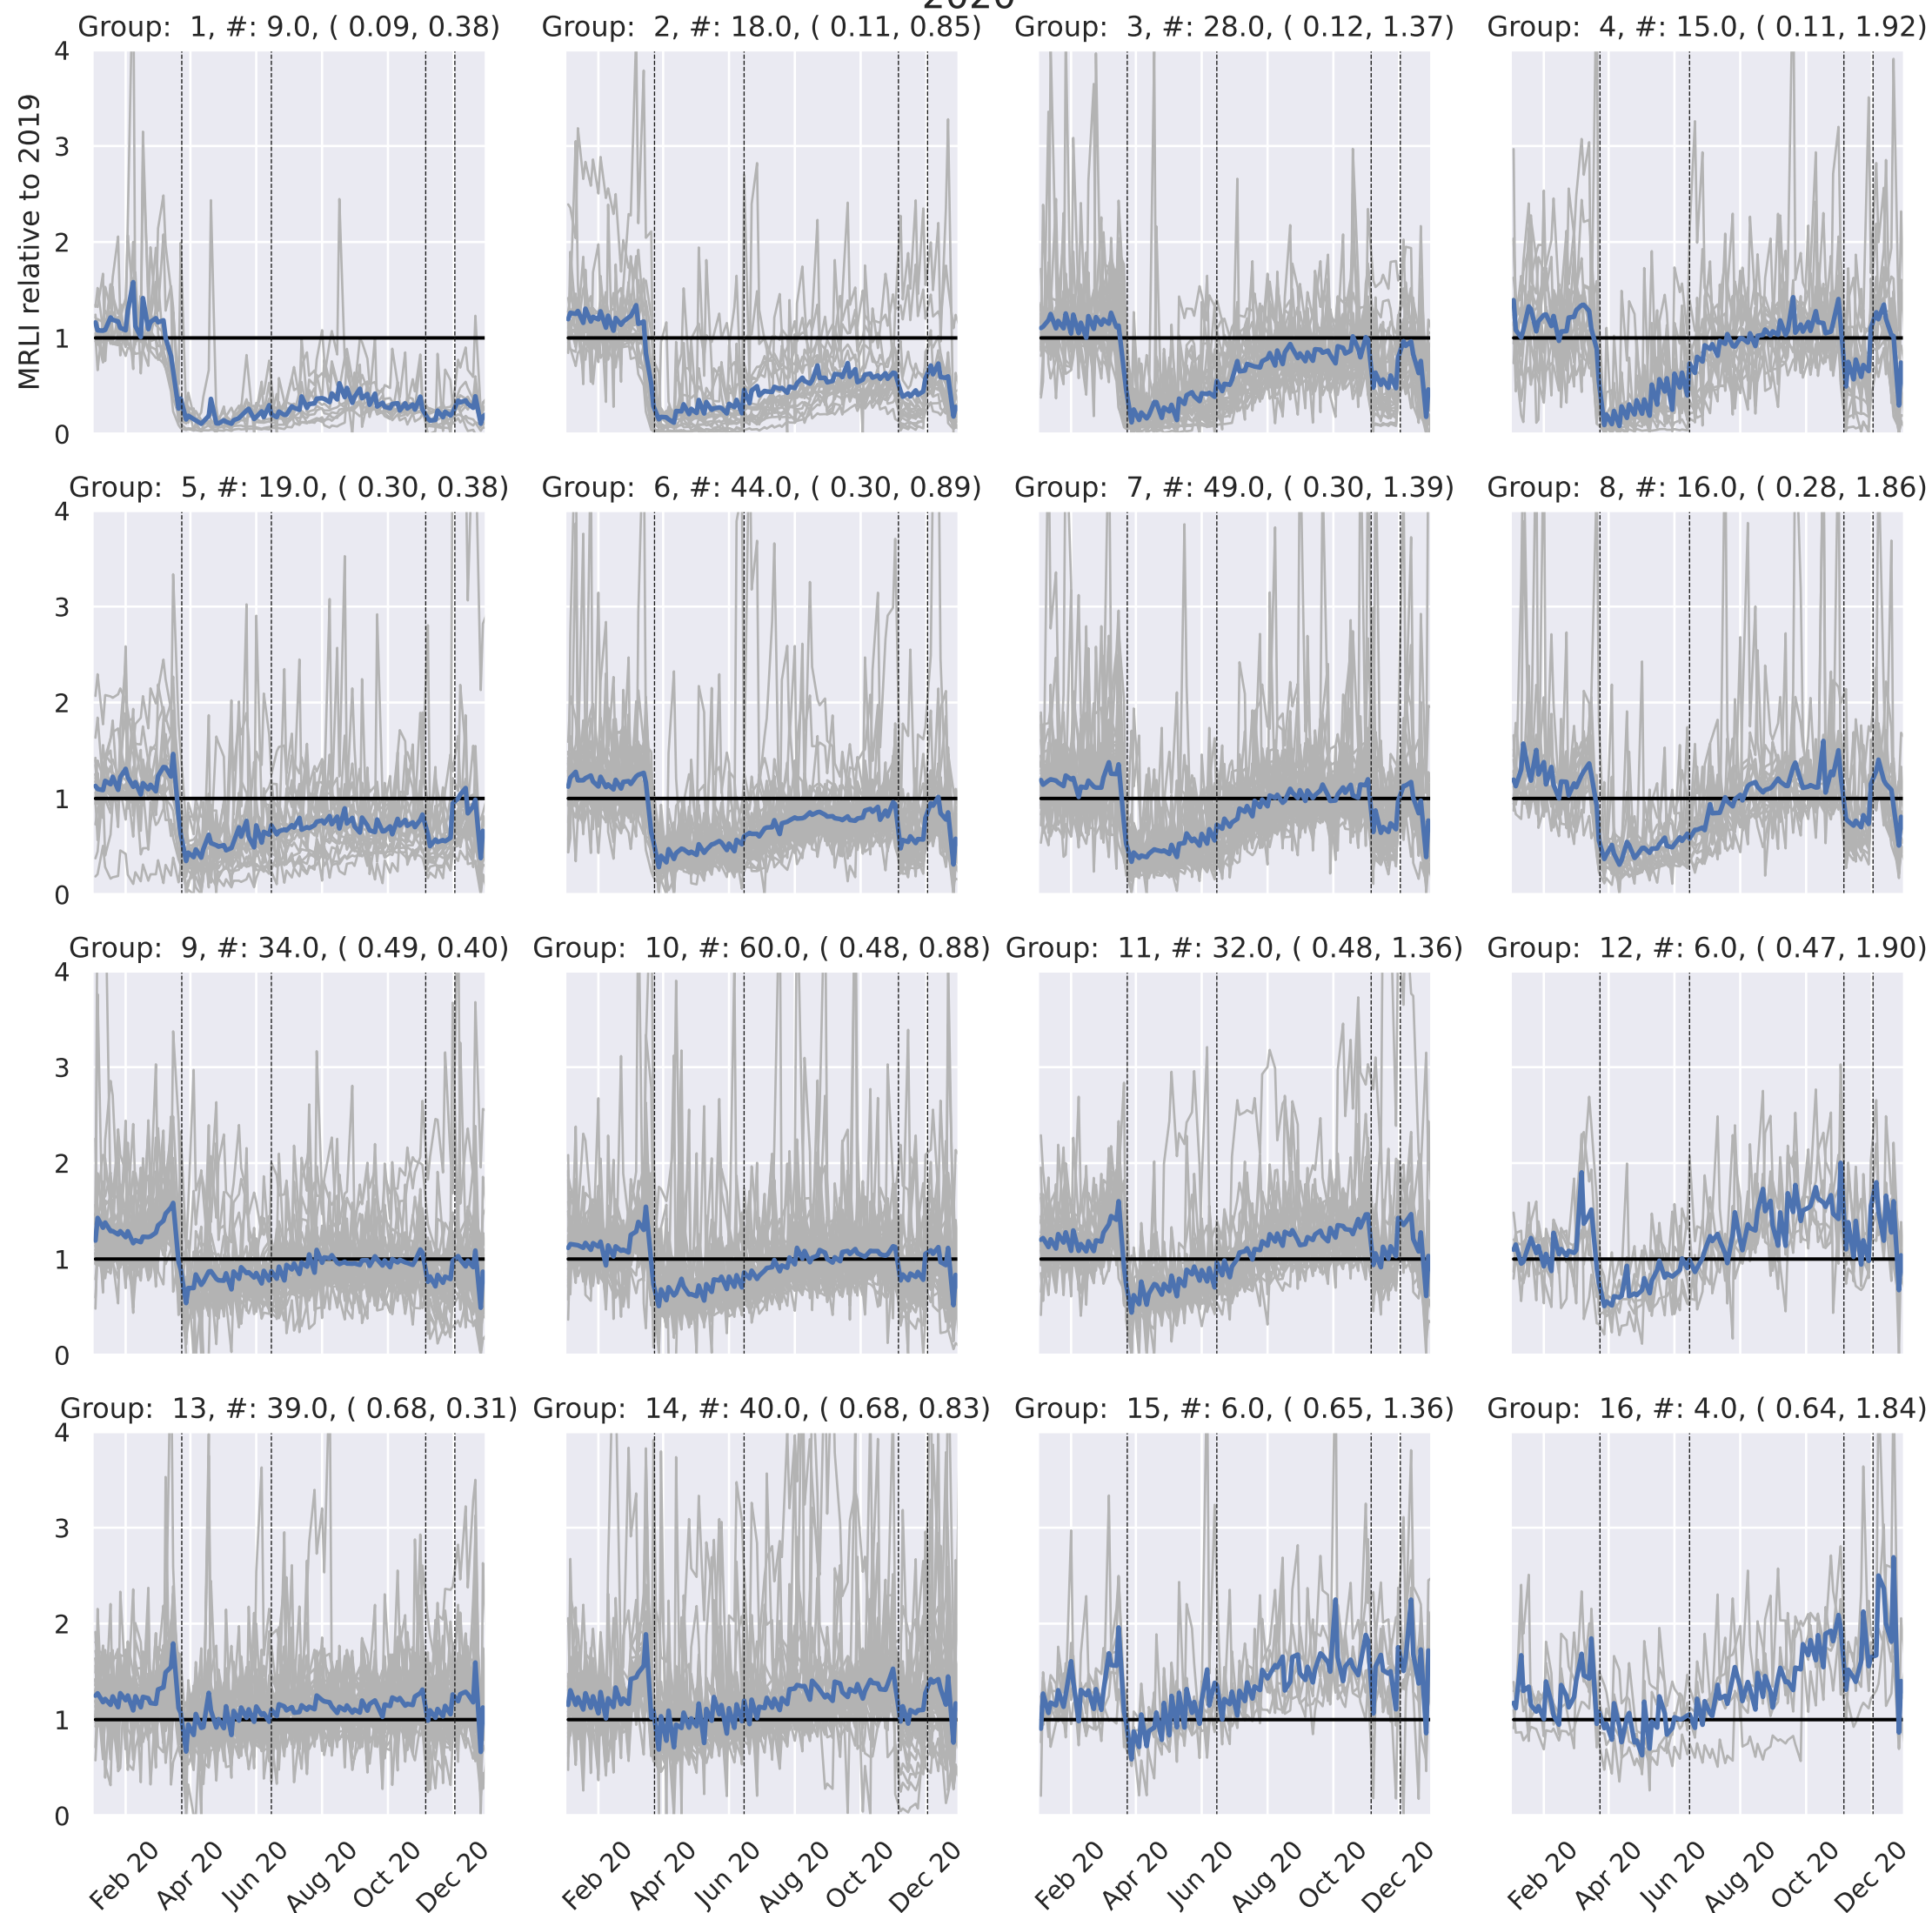 2020
Group:  1, #: 9.0, ( 0.09, 0.38)
Group:  2, #: 18.0, ( 0.11, 0.85)
Group:  3, #: 28.0, ( 0.12, 1.37)
Group:  4, #: 15.0, ( 0.11, 1.92)
MRLI relative to 2019
4
3
2
1
0
Group:  5, #: 19.0, ( 0.30, 0.38)
Group:  6, #: 44.0, ( 0.30, 0.89)
Group:  7, #: 49.0, ( 0.30, 1.39)
Group:  8, #: 16.0, ( 0.28, 1.86)
4
3
2
1
0
Group:  9, #: 34.0, ( 0.49, 0.40)
Group:  10, #: 60.0, ( 0.48, 0.88)
Group:  11, #: 32.0, ( 0.48, 1.36)
Group:  12, #: 6.0, ( 0.47, 1.90)
4
3
2
1
0
Group:  13, #: 39.0, ( 0.68, 0.31)
Group:  14, #: 40.0, ( 0.68, 0.83)
Group:  15, #: 6.0, ( 0.65, 1.36)
Group:  16, #: 4.0, ( 0.64, 1.84)
4
3
2
1
0
Feb 20 Apr 20 Jun 20 Aug 20 Oct 20 Dec 20
Feb 20 Apr 20 Jun 20 Aug 20 Oct 20 Dec 20
Feb 20 Apr 20 Jun 20 Aug 20 Oct 20 Dec 20
Feb 20 Apr 20 Jun 20 Aug 20 Oct 20 Dec 20